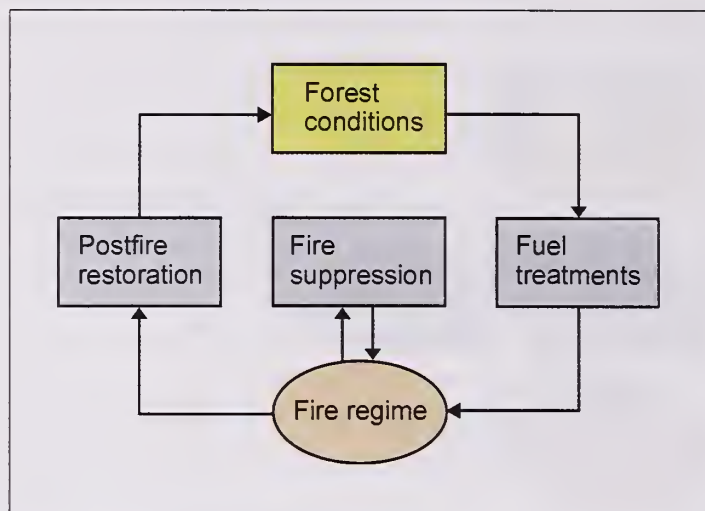 Forest
conditions
Postfire
restoration
Fire
suppression
Fuel
treatments
Fire regime